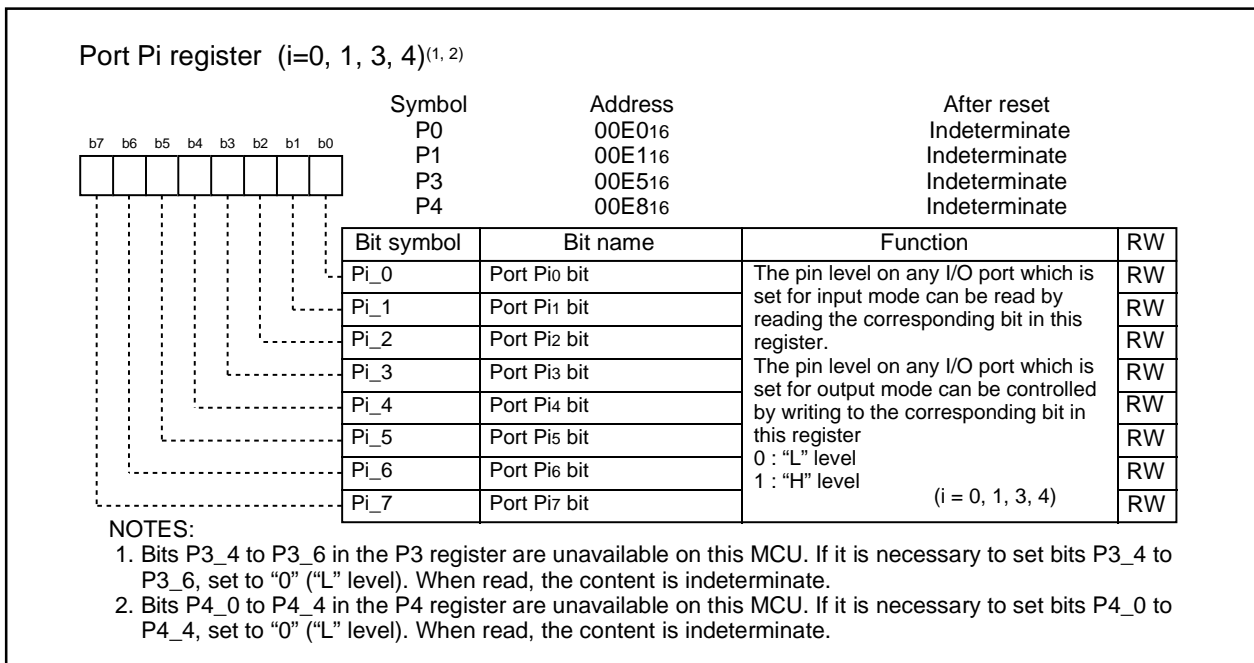 Port Pi register (i=0, 1, 3, 4)(1, 2)
Symbol Address After reset
P0 00E016 Indeterminate
P1 00E116 Indeterminate
P3 00E516 Indeterminate
P4 00E816 Indeterminate
b7 b6 b5 b4 b3 b2 b1 b0
Bit symbol Bit name Function RW
Pi_0 Port Pi0 bit RW
Pi_1 Port Pi1 bit RW
Pi_2 Port Pi2 bit RW
Pi_3 Port Pi3 bit RW
Pi_4 Port Pi4 bit RW
Pi_5 Port Pi5 bit RW
Pi_6 Port Pi6 bit RW
Pi_7 Port Pi7 bit RW
The pin level on any I/O port which is
set for input mode can be read by
reading the corresponding bit in this
register.
The pin level on any I/O port which is
set for output mode can be controlled
by writing to the corresponding bit in
this register
0 : “L” level
1 : “H” level
(i = 0, 1, 3, 4)
NOTES:
1. Bits P3_4 to P3_6 in the P3 register are unavailable on this MCU. If it is necessary to set bits P3_4 to
P3_6, set to “0” (“L” level). When read, the content is indeterminate.
2. Bits P4_0 to P4_4 in the P4 register are unavailable on this MCU. If it is necessary to set bits P4_0 to
P4_4, set to “0” (“L” level). When read, the content is indeterminate.